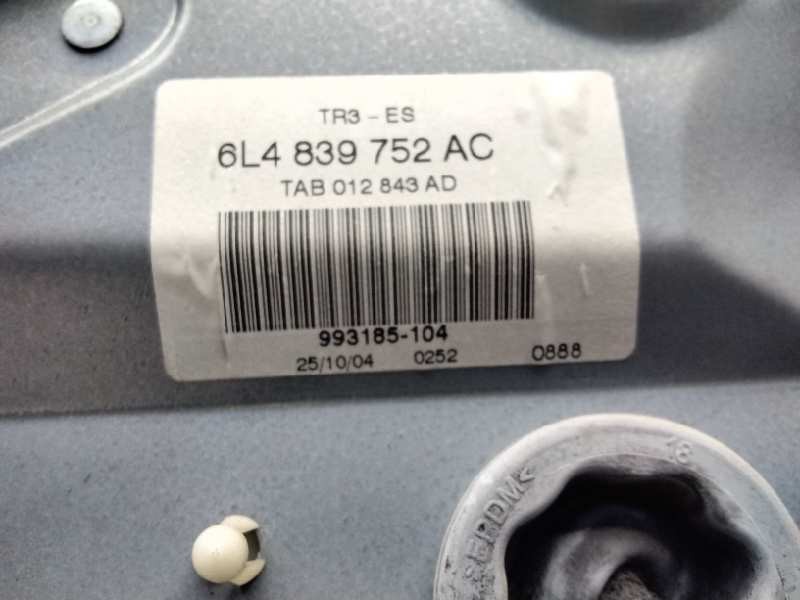 TR3 - ES
6L4 839 752 AC
TAB 012 843 AD
993185-104
25/10/04 0252 0888